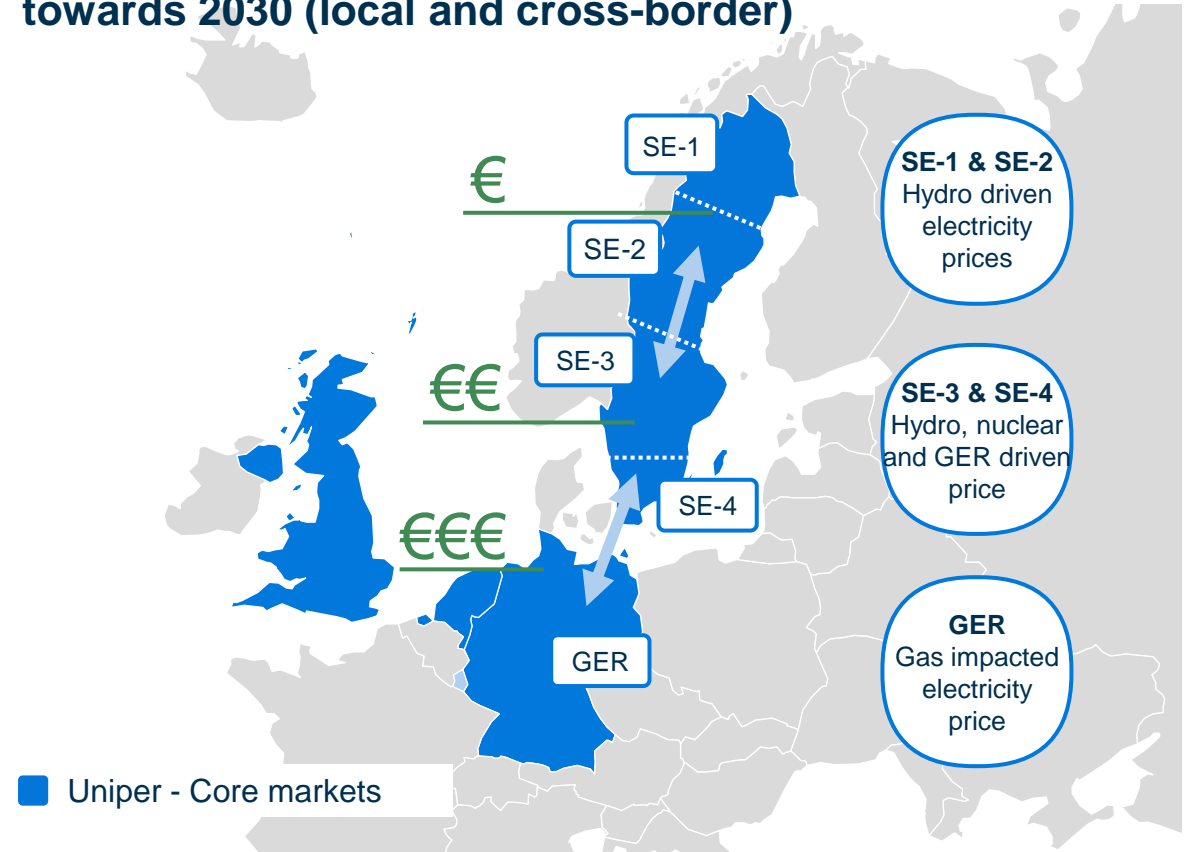 towards 2030 (local and cross-border)
SE-1
€
SE-2
SE-3
€€
SE-4
€€€
GER
SE-1 & SE-2
Hydro driven
electricity
prices
SE-3 & SE-4
Hydro, nuclear
and GER driven
price
GER
Gas impacted
electricity
price
Uniper - Core markets